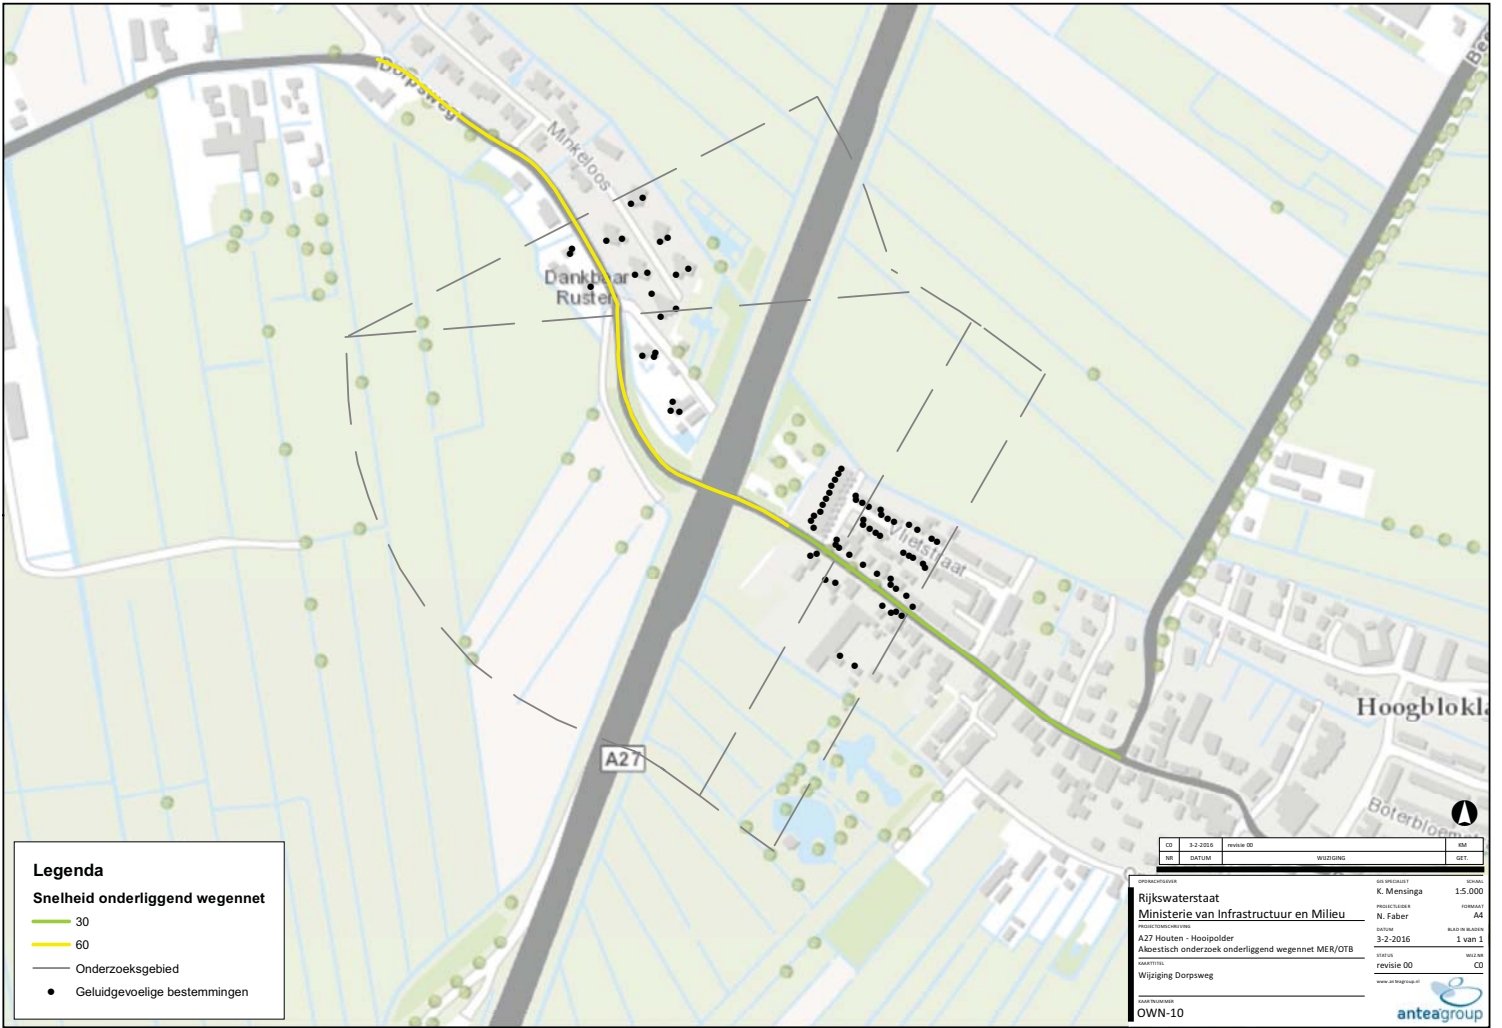 Dorpsweg
Minkeloos
Dankbaar
Rusten
Vlietstraat
A27
Hoogblokla
Bee
Boterbloemst
Legenda
Snelheid onderliggend wegennet
30
60
Onderzoeksgebied
Geluidgevoelige bestemmingen
C0 3-2-2016 revisie 00 KM
NR DATUM WIJZIGING GET.
OPDRACHTGEVER
Rijkswaterstaat
Ministerie van Infrastructuur en Milieu
PROJECTOMSCHRIJVING
A27 Houten - Hooipolder
Akoestisch onderzoek onderliggend wegennet MER/OTB
KAARTTITEL
Wijziging Dorpsweg
KAARTNUMMER
OWN-10
GIS SPECIALIST SCHAAL
K. Mensinga 1:5.000
PROJECTLEIDER FORMAAT
N. Faber A4
DATUM BLAD IN BLADEN
3-2-2016 1 van 1
STATUS WIJZ.NR
revisie 00 C0
www.anteagroup.nl
anteagroup